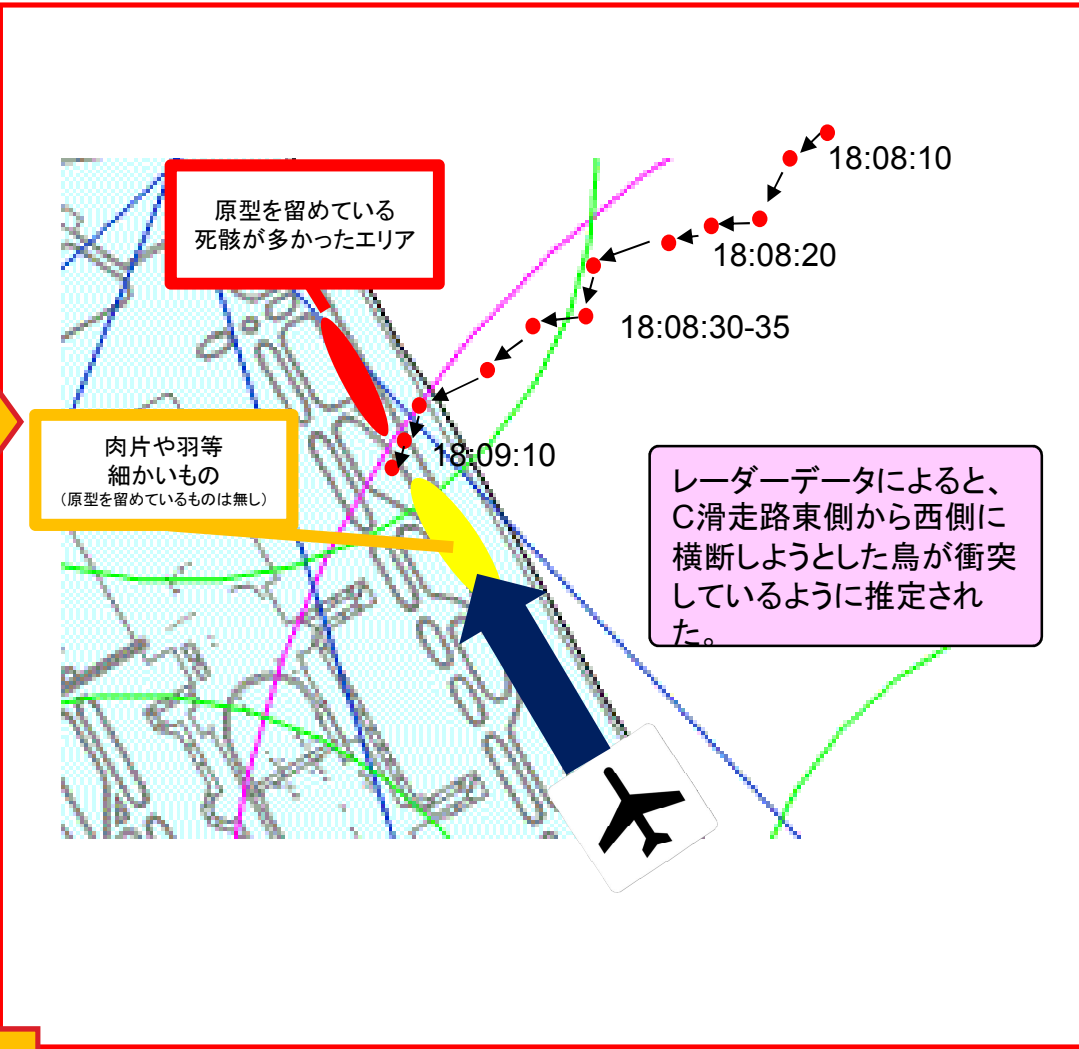 18:08:10
原型を留めている
死骸が多かったエリア
18:08:20
18:08:30-35
肉片や羽等
細かいもの
（原型を留めているものは無し）
18:09:10
レーダーデータによると、
C滑走路東側から西側に
横断しようとした鳥が衝突
しているように推定され
た。